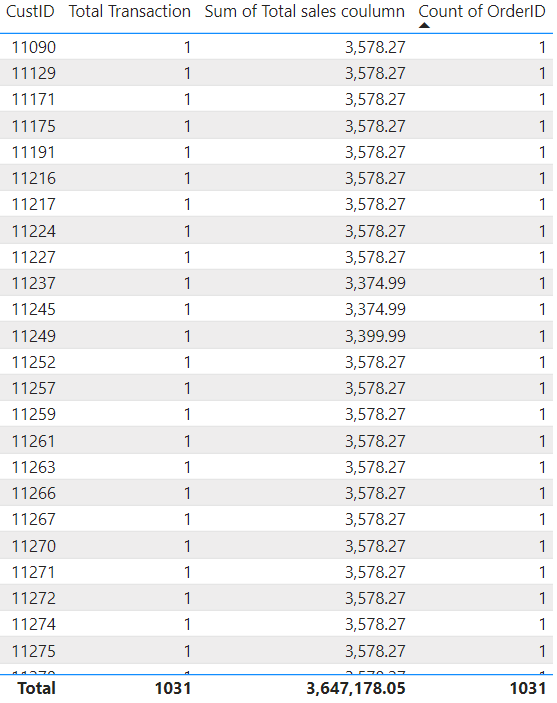 CustID Total Transaction Sum of Total sales coulumn Count of OrderID
11090 1 3,578.27 1
11129 1 3,578.27 1
11171 1 3,578.27 1
11175 1 3,578.27 1
11191 1 3,578.27 1
11216 1 3,578.27 1
11217 1 3,578.27 1
11224 1 3,578.27 1
11227 1 3,578.27 1
11237 1 3,374.99 1
11245 1 3,374.99 1
11249 1 3,399.99 1
11252 1 3,578.27 1
11257 1 3,578.27 1
11259 1 3,578.27 1
11261 1 3,578.27 1
11263 1 3,578.27 1
11266 1 3,578.27 1
11267 1 3,578.27 1
11270 1 3,578.27 1
11271 1 3,578.27 1
11272 1 3,578.27 1
11274 1 3,578.27 1
11275 1 3,578.27 1
Total 1031 3,647,178.05 1031